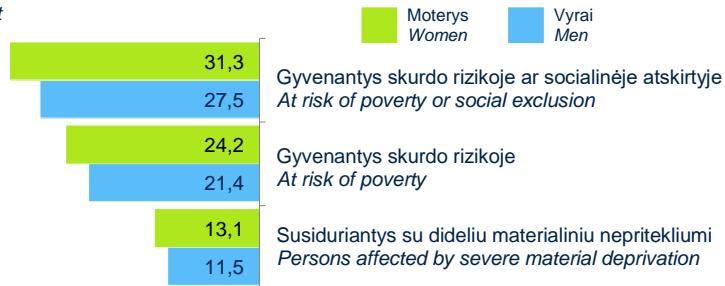 Moterys
Women
Vyrai
Men
31,3
27,5
Gyvenantys skurdo rizikoje ar socialinėje atskirtyje
At risk of poverty or social exclusion
24,2
21,4
Gyvenantys skurdo rizikoje
At risk of poverty
13,1
11,5
Susiduriantys su dideliu materialiniu nepritekliumi
Persons affected by severe material deprivation